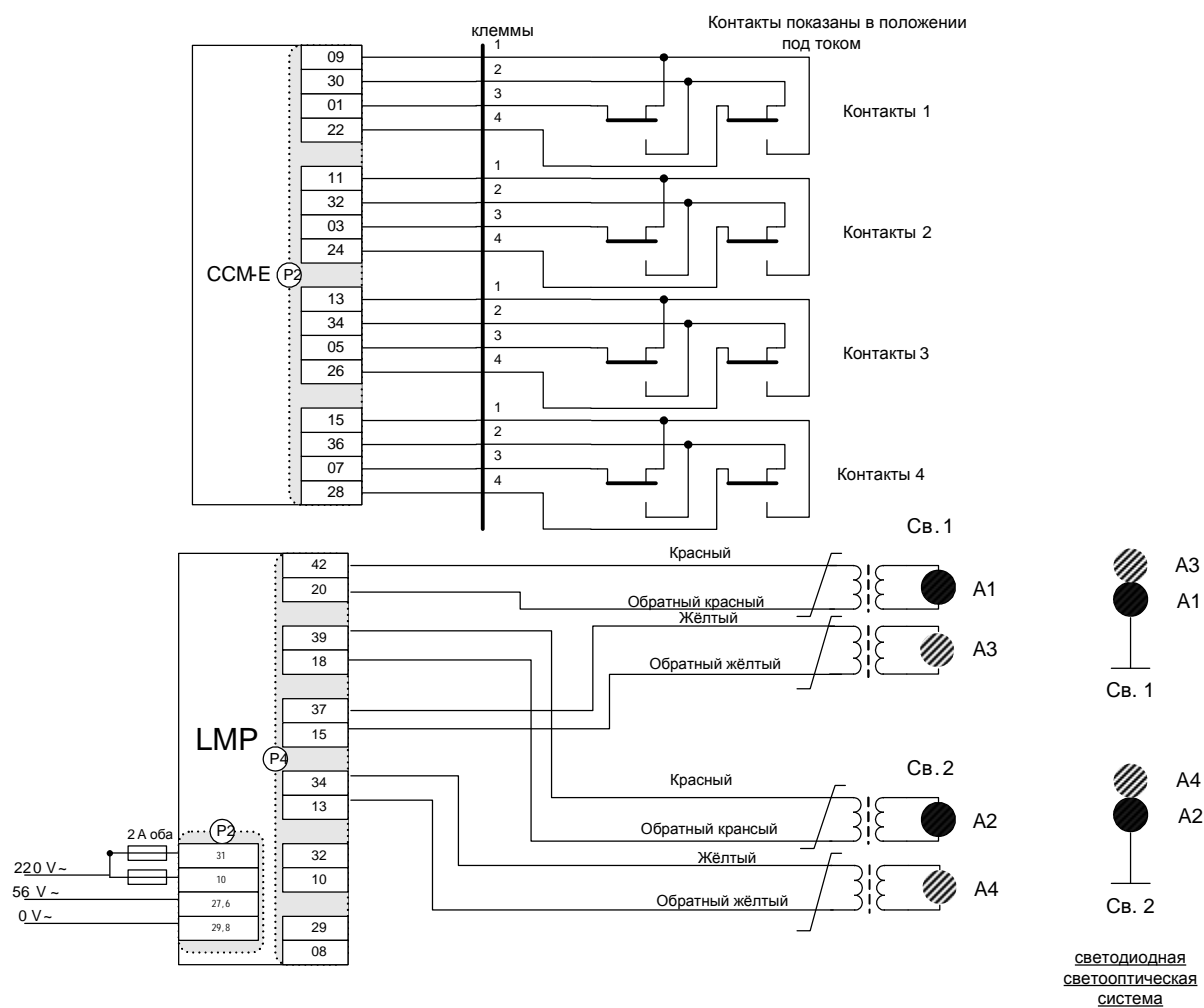 клеммы
Контакты показаны в положении
под током
CCM-E
P2
09
30
01
22
1
2
3
4
Контакты 1
11
32
03
24
1
2
3
4
Контакты 2
13
34
05
26
1
2
3
4
Контакты 3
15
36
07
28
1
2
3
4
Контакты 4
LMP
P4
42
20
39
18
37
15
34
13
32
10
29
08
P2
2 А оба
31
10
27,6
29,8
220 V~
56 V ~
0 V~
Св. 1
Красный
Обратный красный
A1
Жёлтый
Обратный жёлтый
A3
Св. 2
Красный
Обратный крансый
A2
Жёлтый
Обратный жёлтый
A4
A3
A1
Св. 1
A4
A2
Св. 2
светодиодная
светооптическая
система